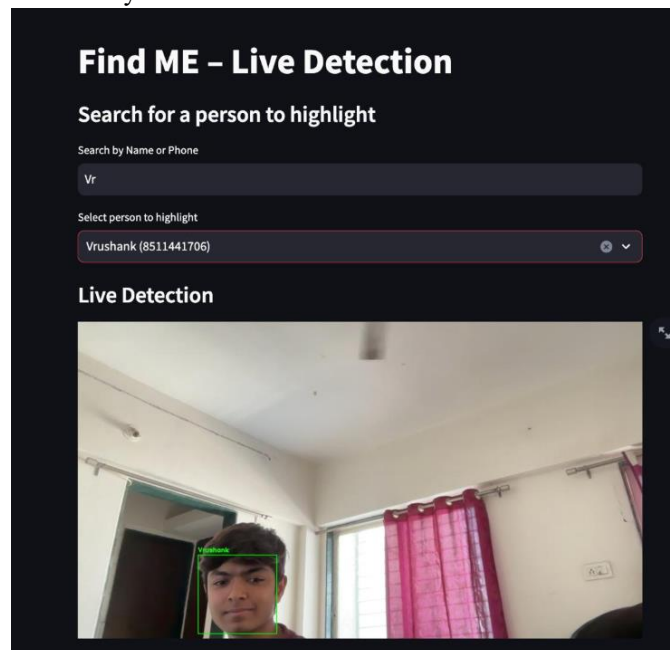 Find ME – Live Detection
Search for a person to highlight
Search by Name or Phone
Vr
Select person to highlight
Vrushank (8511441706)
Live Detection
Vrushank